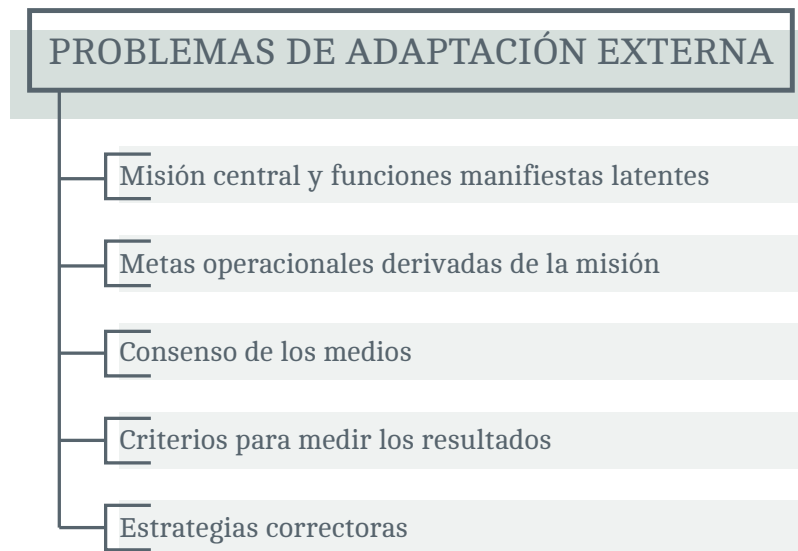 PROBLEMAS DE ADAPTACIÓN EXTERNA
Misión central y funciones manifiestas latentes
Metas operacionales derivadas de la misión
Consenso de los medios
Criterios para medir los resultados
Estrategias correctoras